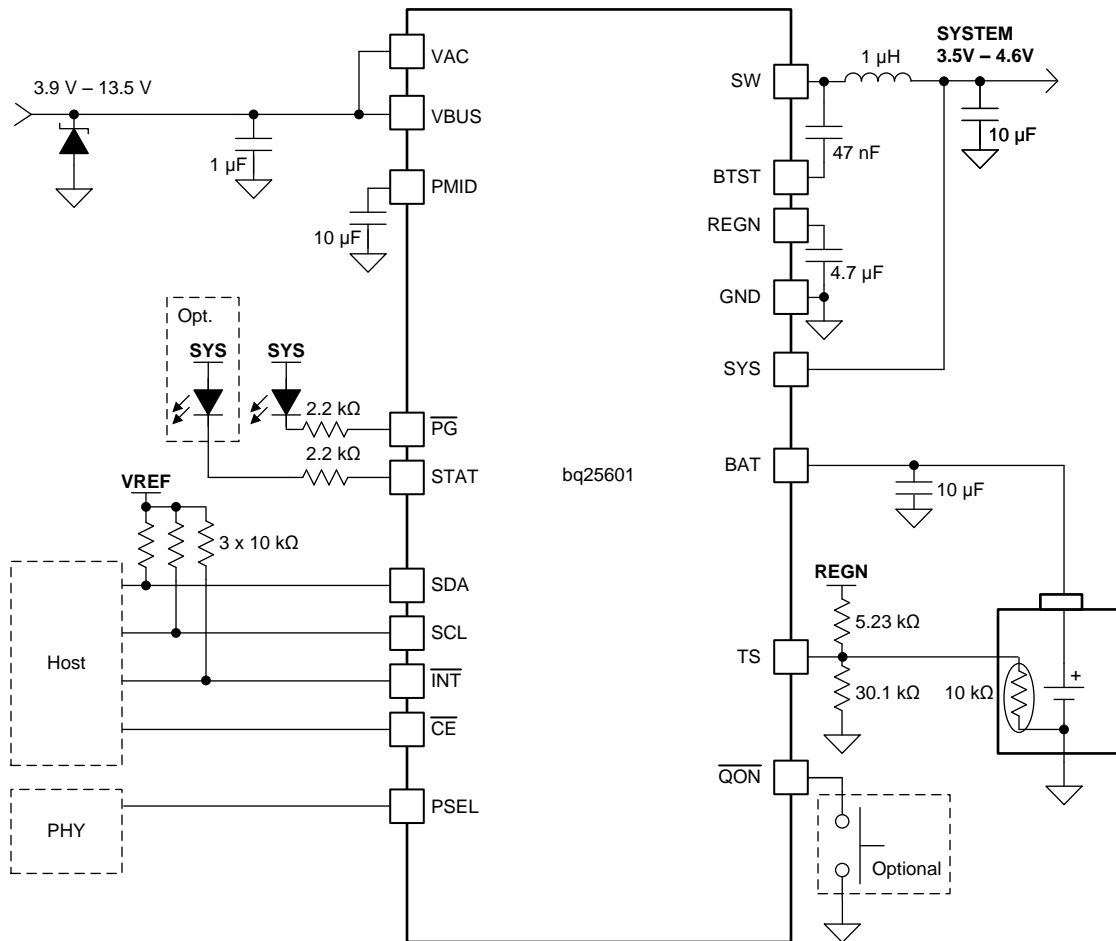 VAC
SYSTEM
3.5V – 4.6V
1 µH
SW
3.9 V – 13.5 V
VBUS
10 µF
1 µF
47 nF
BTST
PMID
REGN
10 µF
4.7 µF
GND
Opt.
SYS
SYS
SYS
2.2 kΩ
PG
2.2 kΩ
STAT
bq25601
BAT
VREF
10 µF
3 x 10 kΩ
REGN
SDA
5.23 kΩ
SCL
TS
Host
INT
30.1 kΩ
10 kΩ
+
CE
QON
PSEL
PHY
Optional